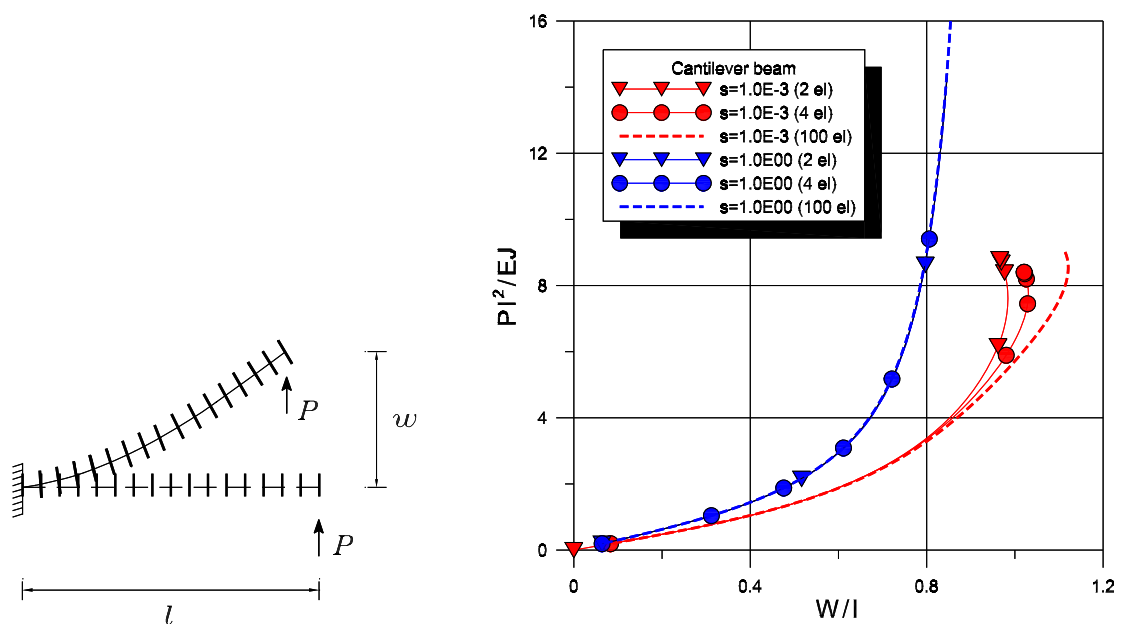 P
w
P
l
16
12
8
4
0
Pl²/EJ
Cantilever beam
s=1.0E-3 (2 el)
s=1.0E-3 (4 el)
s=1.0E-3 (100 el)
s=1.0E00 (2 el)
s=1.0E00 (4 el)
s=1.0E00 (100 el)
0 0.4 0.8 1.2
W/l